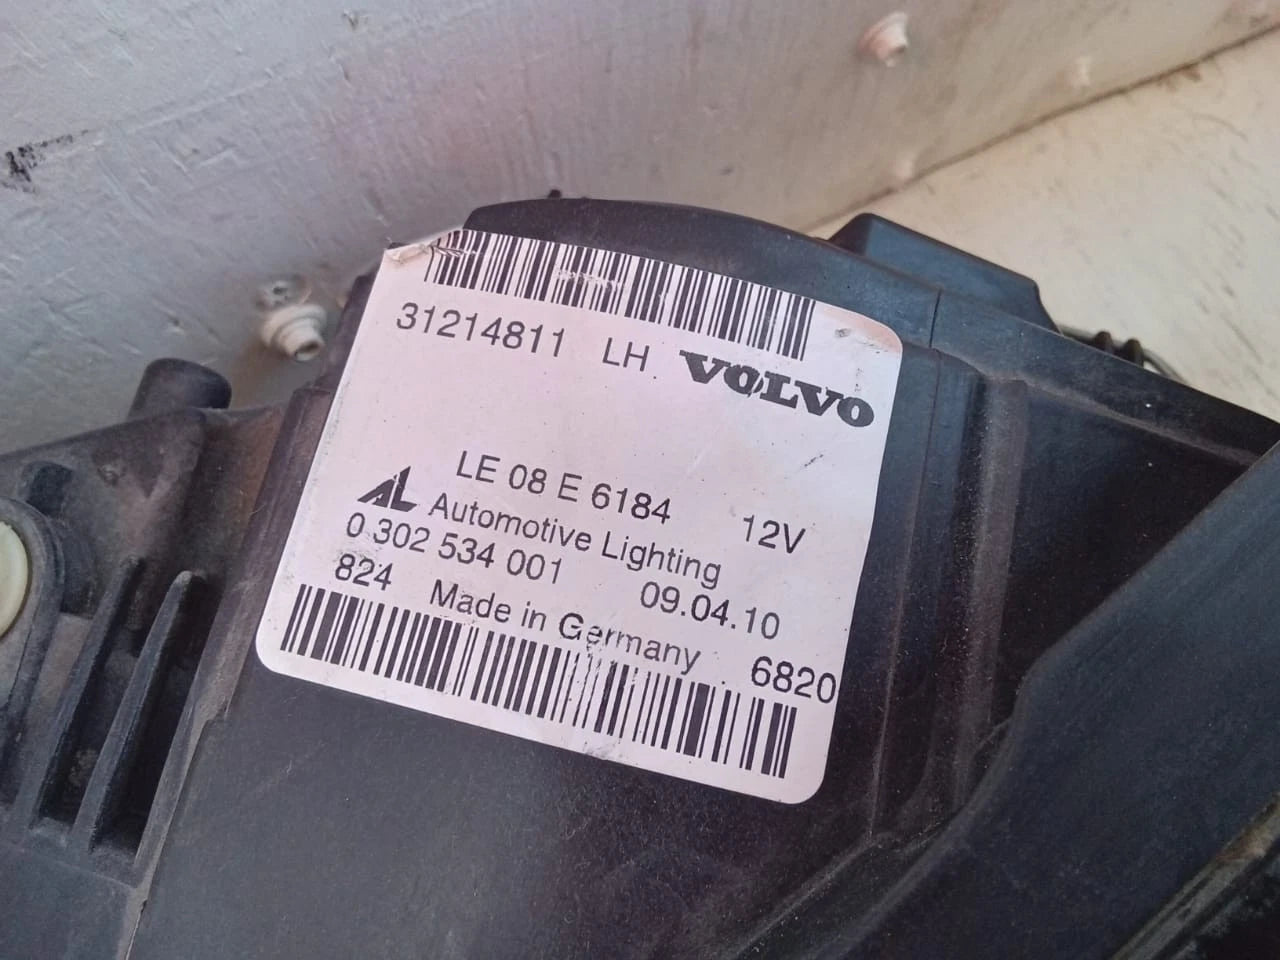 31214811 LH VOLVO
LE 08 E 6184 12V
AL Automotive Lighting
0 302 534 001 09.04.10
824 Made in Germany 6820